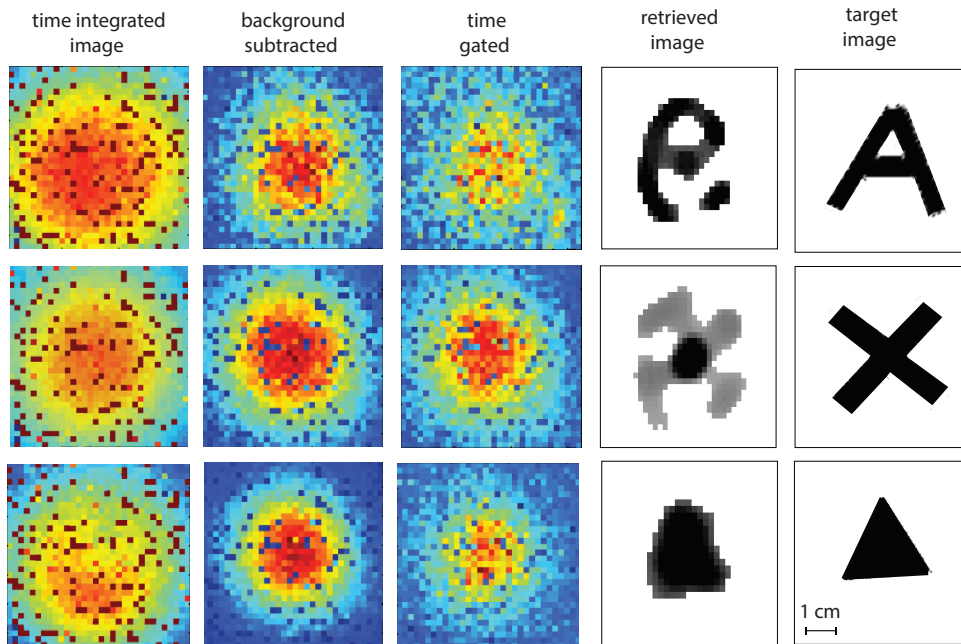 time integrated
image
background
subtracted
time
gated
retrieved
image
target
image
A
1 cm